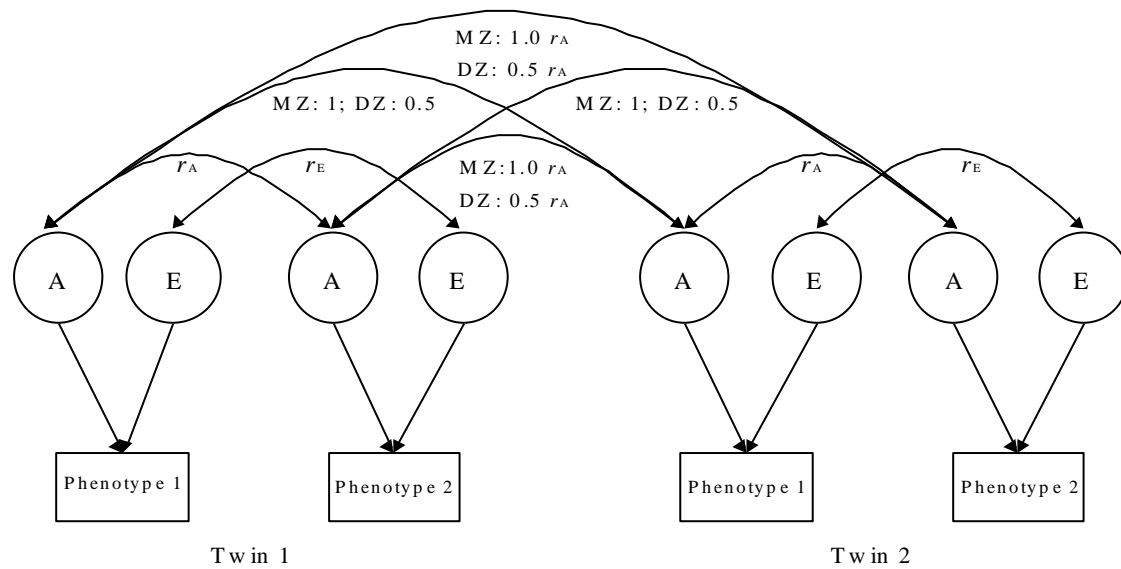 MZ: 1.0 rA
DZ: 0.5 rA
MZ: 1; DZ: 0.5
MZ: 1; DZ: 0.5
rA
rE
MZ:1.0 rA
DZ: 0.5 rA
rA
rE
A
E
A
E
A
E
A
E
Phenotype 1
Phenotype 2
Phenotype 1
Phenotype 2
Twin 1
Twin 2